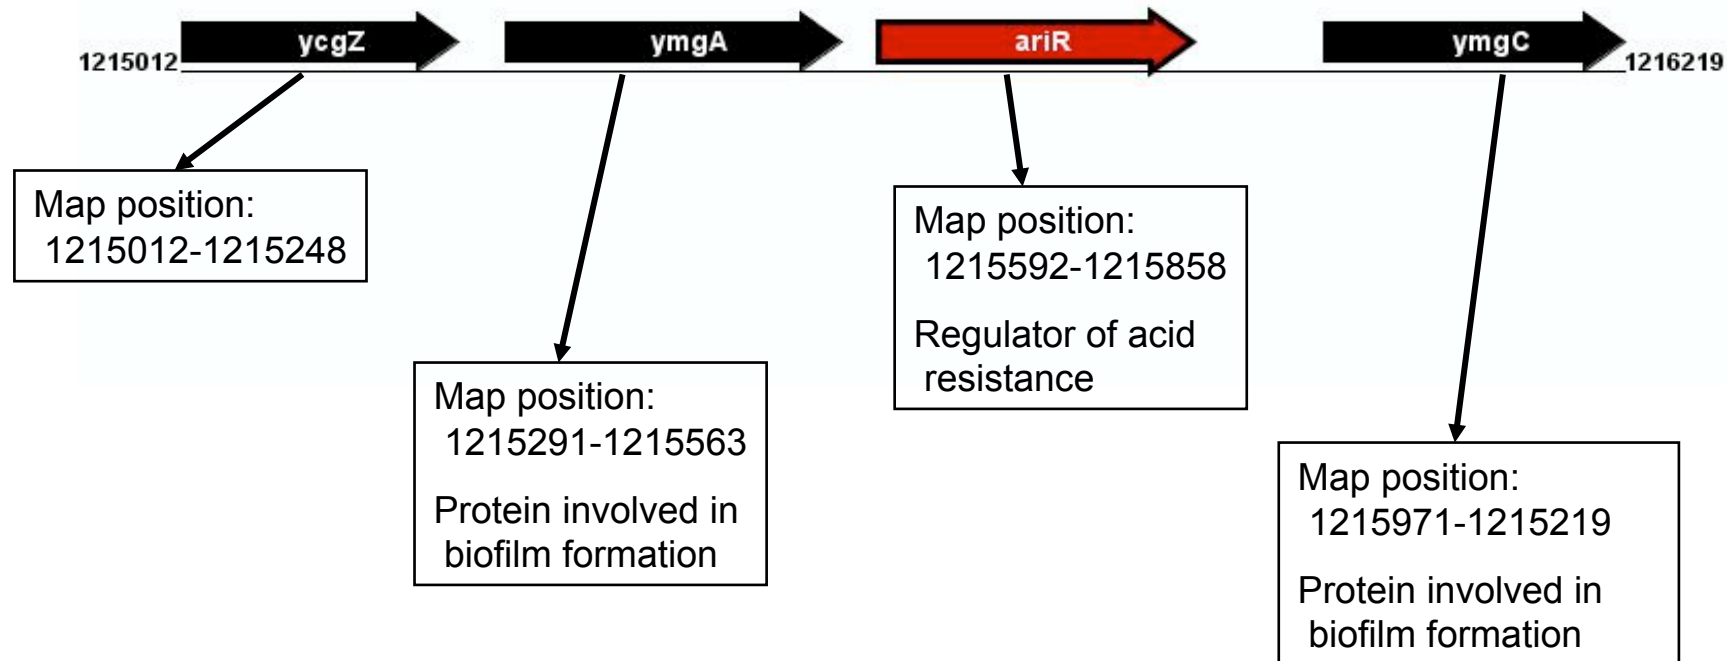 ycgZ
ymgA
ariR
ymgC
1215012
1216219
Map position:
1215012-1215248
Map position:
1215291-1215563
Protein involved in
biofilm formation
Map position:
1215592-1215858
Regulator of acid
resistance
Map position:
1215971-1215219
Protein involved in
biofilm formation